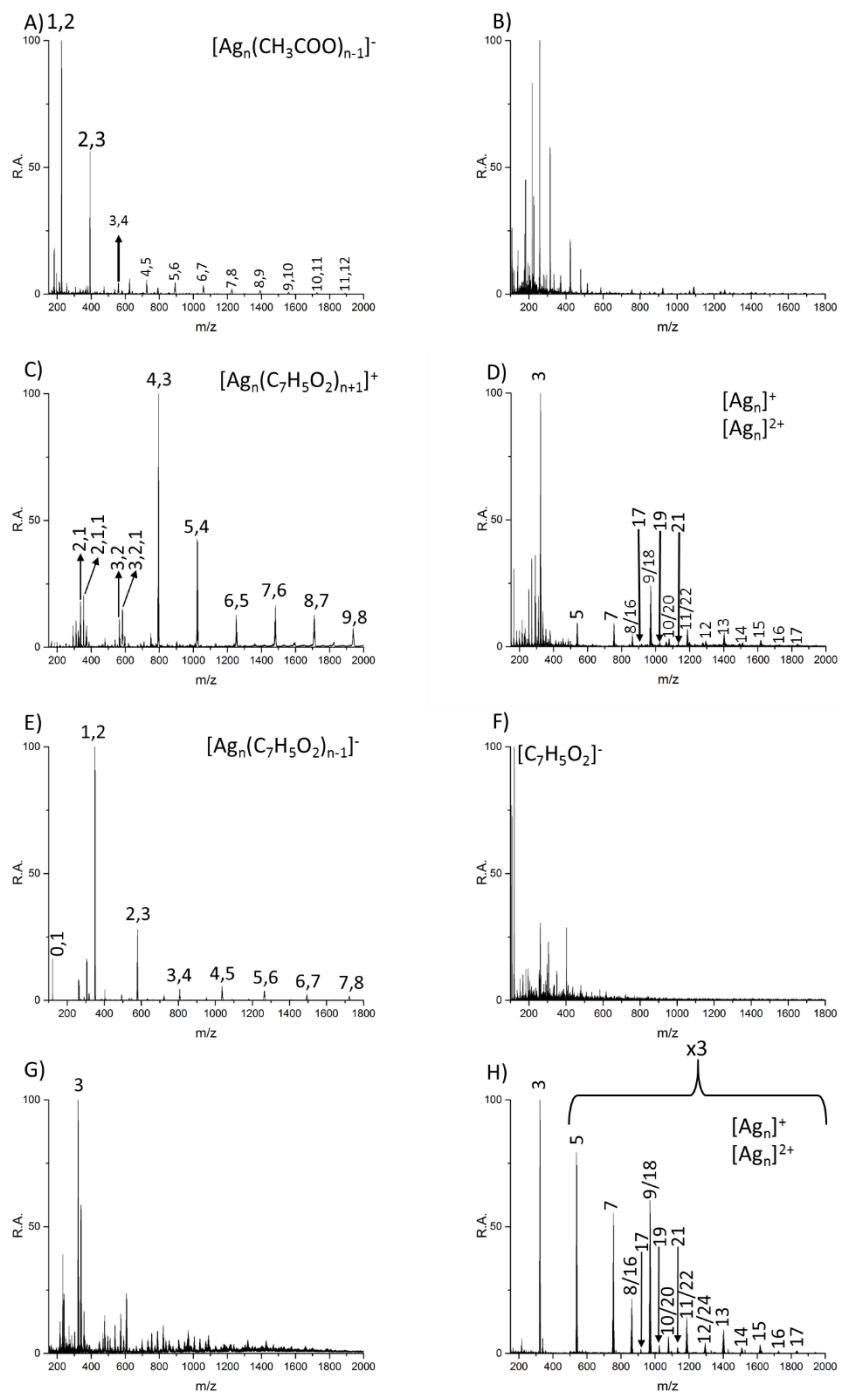 A)
1,2
[Agn(CH3COO)n-1]-
2,3
3,4
4,5
5,6
6,7
7,8
8,9
9,10
10,11
11,12
R.A.
100
50
0
200 400 600 800 1000 1200 1400 1600 1800 2000
m/z
B)
R.A.
100
50
0
200 400 600 800 1000 1200 1400 1600 1800
m/z
C)
4,3
[Agn(C7H5O2)n+1]+
2,1
2,1,1
3,2
3,2,1
5,4
6,5
7,6
8,7
9,8
R.A.
100
50
0
200 400 600 800 1000 1200 1400 1600 1800 2000
m/z
D)
3
[Agn]+
[Agn]2+
5
7
8/16
17
9/18
19
10/20
21
11/22
12
13
14
15
16
17
R.A.
100
50
0
200 400 600 800 1000 1200 1400 1600 1800 2000
m/z
E)
1,2
[Agn(C7H5O2)n-1]-
0,1
2,3
3,4
4,5
5,6
6,7
7,8
R.A.
100
50
0
200 400 600 800 1000 1200 1400 1600 1800
m/z
F)
[C7H5O2]-
R.A.
100
50
0
200 400 600 800 1000 1200 1400 1600 1800 2000
m/z
G)
3
R.A.
100
50
0
200 400 600 800 1000 1200 1400 1600 1800 2000
m/z
H)
x3
3
[Agn]+
[Agn]2+
5
7
8/16
17
9/18
19
10/20
21
11/22
12/24
13
14
15
16
17
R.A.
100
50
0
200 400 600 800 1000 1200 1400 1600 1800 2000
m/z